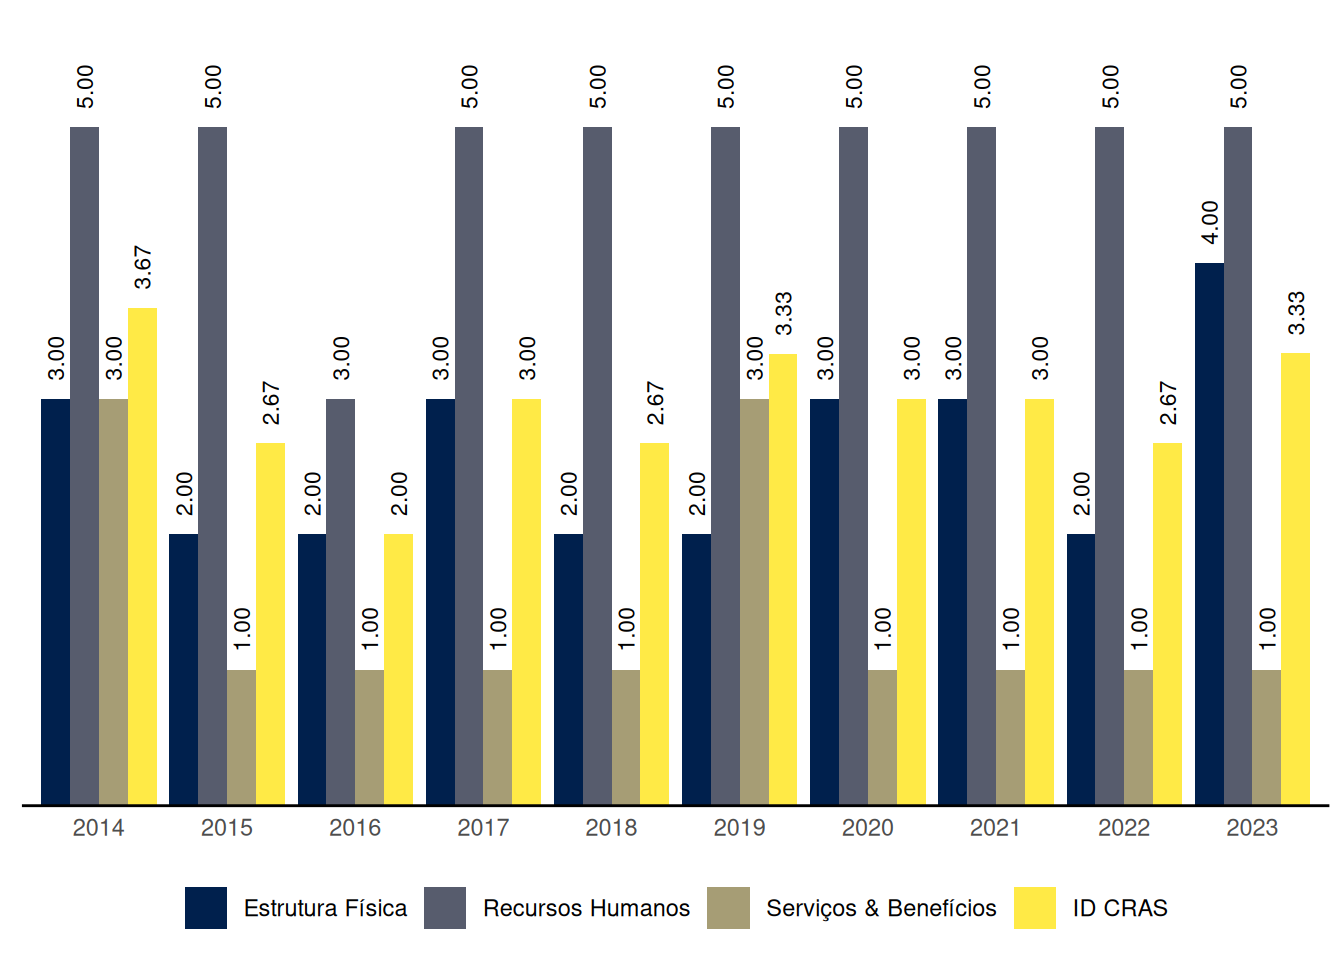 5.00 5.00 5.00 5.00 5.00 5.00 5.00 5.00 5.00
4.00
3.67
3.33 3.33
3.00 3.00 3.00 3.00 3.00 3.00 3.00 3.00 3.00 3.00
2.67 2.67 2.67
2.00 2.00 2.00 2.00 2.00 2.00
1.00 1.00 1.00 1.00 1.00 1.00 1.00 1.00
2014 2015 2016 2017 2018 2019 2020 2021 2022 2023
Estrutura Física Recursos Humanos Serviços & Benefícios ID CRAS